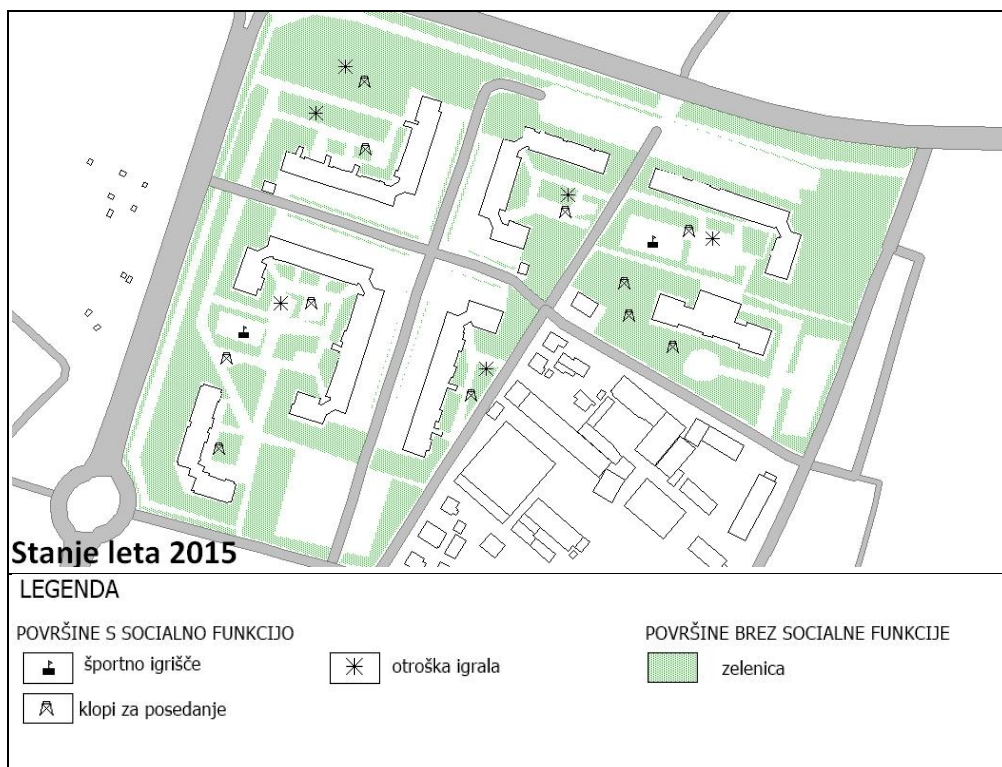 Stanje leta 2015
LEGENDA
POVRŠINE S SOCIALNO FUNKCIJO
športno igrišče
klopi za posedanje
otroška igrala
POVRŠINE BREZ SOCIALNE FUNKCIJE
zelenica